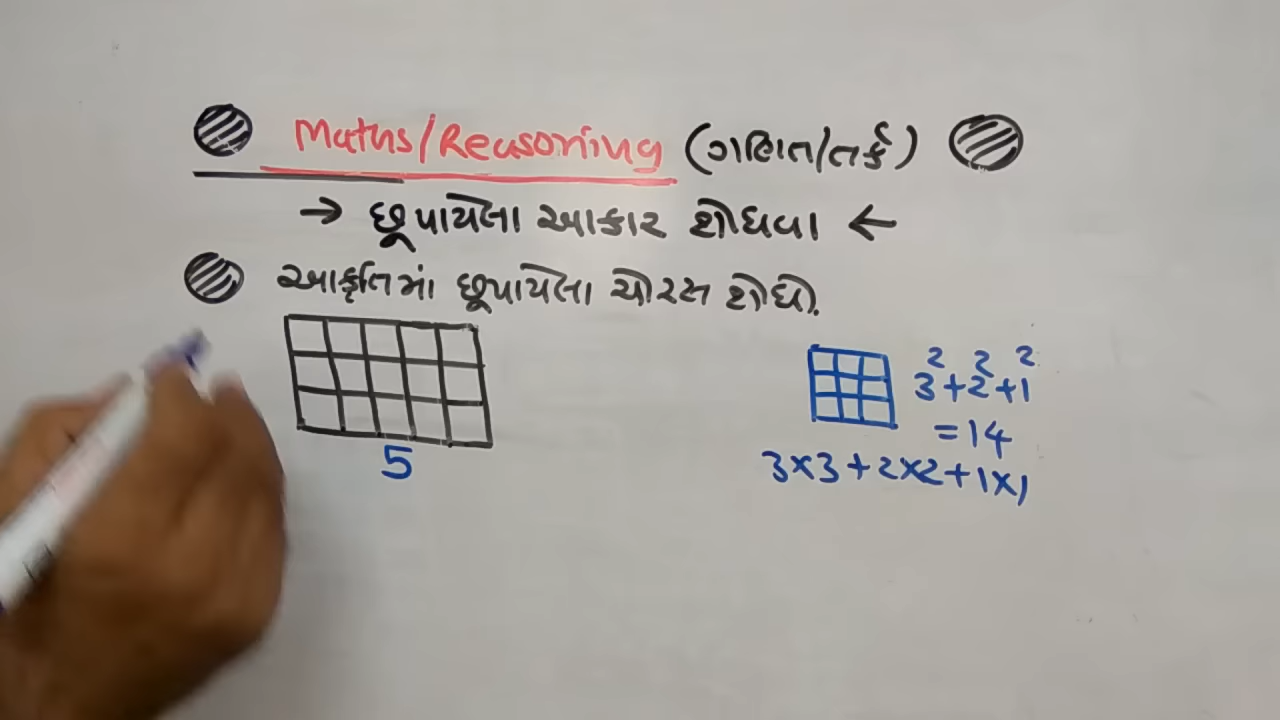 Maths/Reasoning (ગણિત/તર્ક)
→ છૂપાયેલા આકાર શોધવા ←
આકૃતિમાં છૂપાયેલા ચોરસ શોધો.
3² + 2² + 1²
= 14
5
3×3 + 2×2 + 1×1